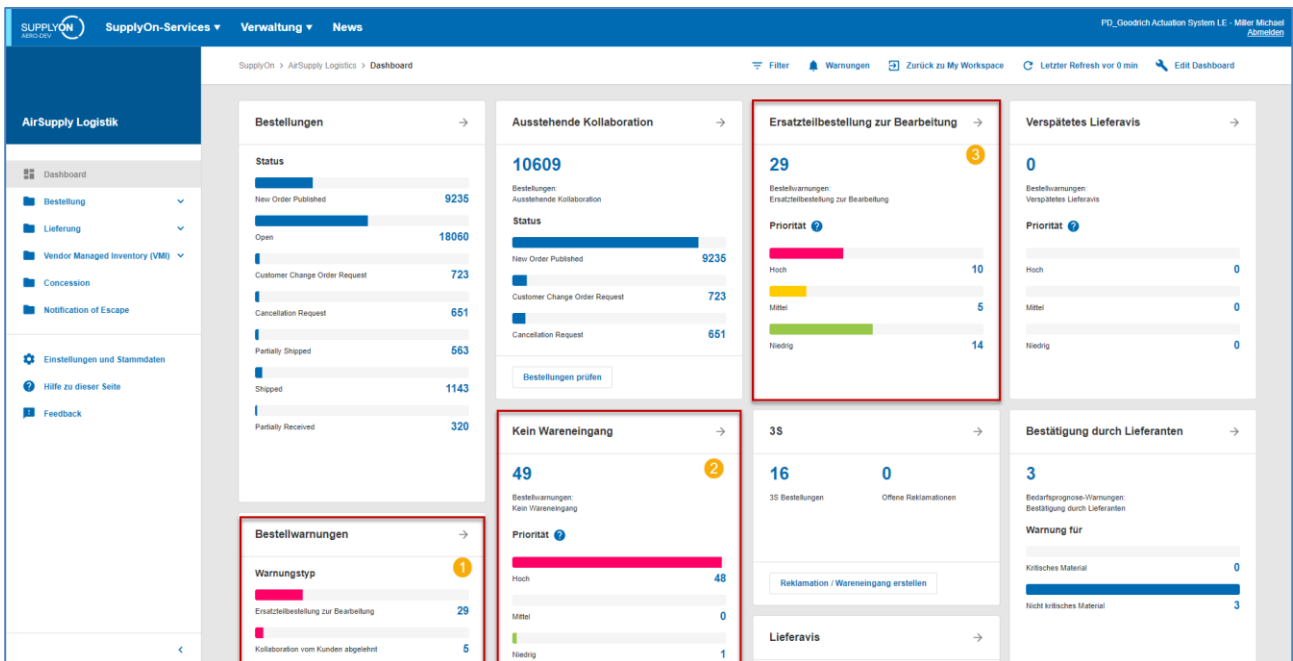 SUPPLYON
AERO-DEV
SupplyOn-Services ▾ Verwaltung ▾ News
PD_Goodrich Actuation System LE - Miller Michael
Abmelden
SupplyOn > AirSupply Logistics > Dashboard
Filter Warnungen Zurück zu My Workspace Letzter Refresh vor 0 min Edit Dashboard
AirSupply Logistik
Dashboard
Bestellung
Lieferung
Vendor Managed Inventory (VMI)
Concession
Notification of Escape
Einstellungen und Stammdaten
Hilfe zu dieser Seite
Feedback
Bestellungen →
Status
New Order Published 9235
Open 18060
Customer Change Order Request 723
Cancellation Request 651
Partially Shipped 563
Shipped 1143
Partially Received 320
Bestellwarnungen →
1
Warnungstyp
Ersatzteilbestellung zur Bearbeitung 29
Kollaboration vom Kunden abgelehnt 5
Ausstehende Kollaboration →
10609
Bestellungen:
Ausstehende Kollaboration
Status
New Order Published 9235
Customer Change Order Request 723
Cancellation Request 651
Bestellungen prüfen
Kein Wareneingang →
49
2
Bestellwarnungen:
Kein Wareneingang
Priorität ?
Hoch 48
Mittel 0
Niedrig 1
Ersatzteilbestellung zur Bearbeitung →
29
3
Bestellwarnungen:
Ersatzteilbestellung zur Bearbeitung
Priorität ?
Hoch 10
Mittel 5
Niedrig 14
3S →
16 0
3S Bestellungen Offene Reklamationen
Reklamation / Wareneingang erstellen
Lieferavis →
Verspätetes Lieferavis →
0
Bestellwarnungen:
Verspätetes Lieferavis
Priorität ?
Hoch 0
Mittel 0
Niedrig 0
Bestätigung durch Lieferanten →
3
Bedarfsprognose-Warnungen:
Bestätigung durch Lieferanten
Warnung für
Kritisches Material 0
Nicht kritisches Material 3